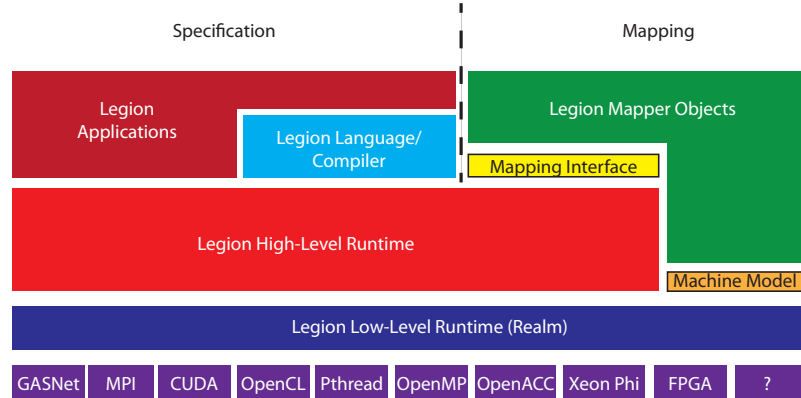 Specification
Mapping
Legion
Applications
Legion Language/
Compiler
Legion Mapper Objects
Mapping Interface
Legion High-Level Runtime
Machine Model
Legion Low-Level Runtime (Realm)
GASNet
MPI
CUDA
OpenCL
Pthread
OpenMP
OpenACC
Xeon Phi
FPGA
?